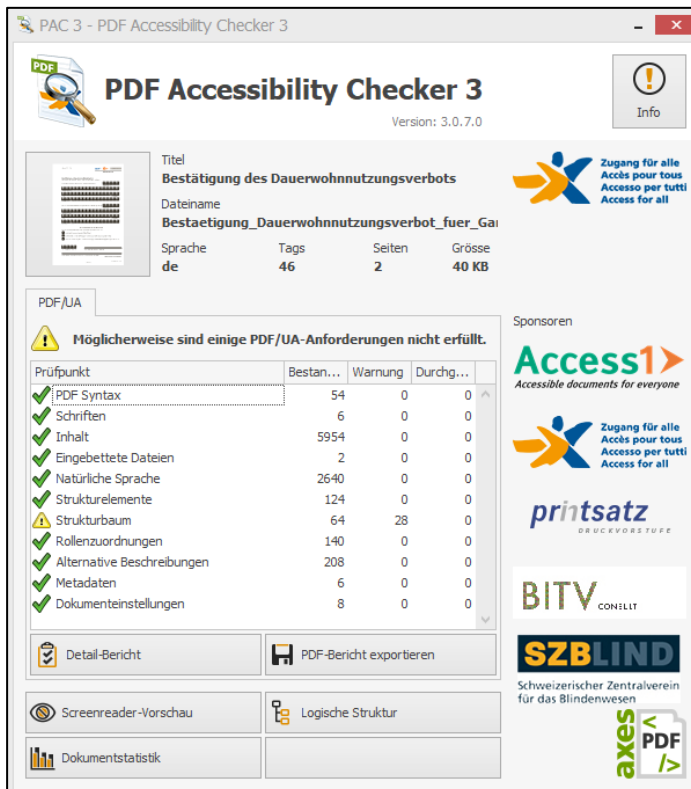 PAC 3 - PDF Accessibility Checker 3
PDF
PDF Accessibility Checker 3
Version: 3.0.7.0
Info
Titel
Bestätigung des Dauerwohnnutzungsverbots
Dateiname
Bestaetigung_Dauerwohnnutzungsverbot_fuer_Gar
Sprache Tags Seiten Grösse
de 46 2 40 KB
Zugang für alle
Accès pour tous
Accesso per tutti
Access for all
PDF/UA
Möglicherweise sind einige PDF/UA-Anforderungen nicht erfüllt.
Prüfpunkt Bestan... Warnung Durchg...
PDF Syntax 54 0 0
Schriften 6 0 0
Inhalt 5954 0 0
Eingebettete Dateien 2 0 0
Natürliche Sprache 2640 0 0
Strukturelemente 124 0 0
Strukturbaum 64 28 0
Rollenzuordnungen 140 0 0
Alternative Beschreibungen 208 0 0
Metadaten 6 0 0
Dokumenteinstellungen 8 0 0
Detail-Bericht PDF-Bericht exportieren
Screenreader-Vorschau Logische Struktur
Dokumentstatistik
Sponsoren
Access1
Accessible documents for everyone
Zugang für alle
Accès pour tous
Accesso per tutti
Access for all
printsatz
DRUCKVORSTUFE
BITV CONSULT
SZBLIND
Schweizerischer Zentralverein
für das Blindenwesen
axes
<
PDF
/>